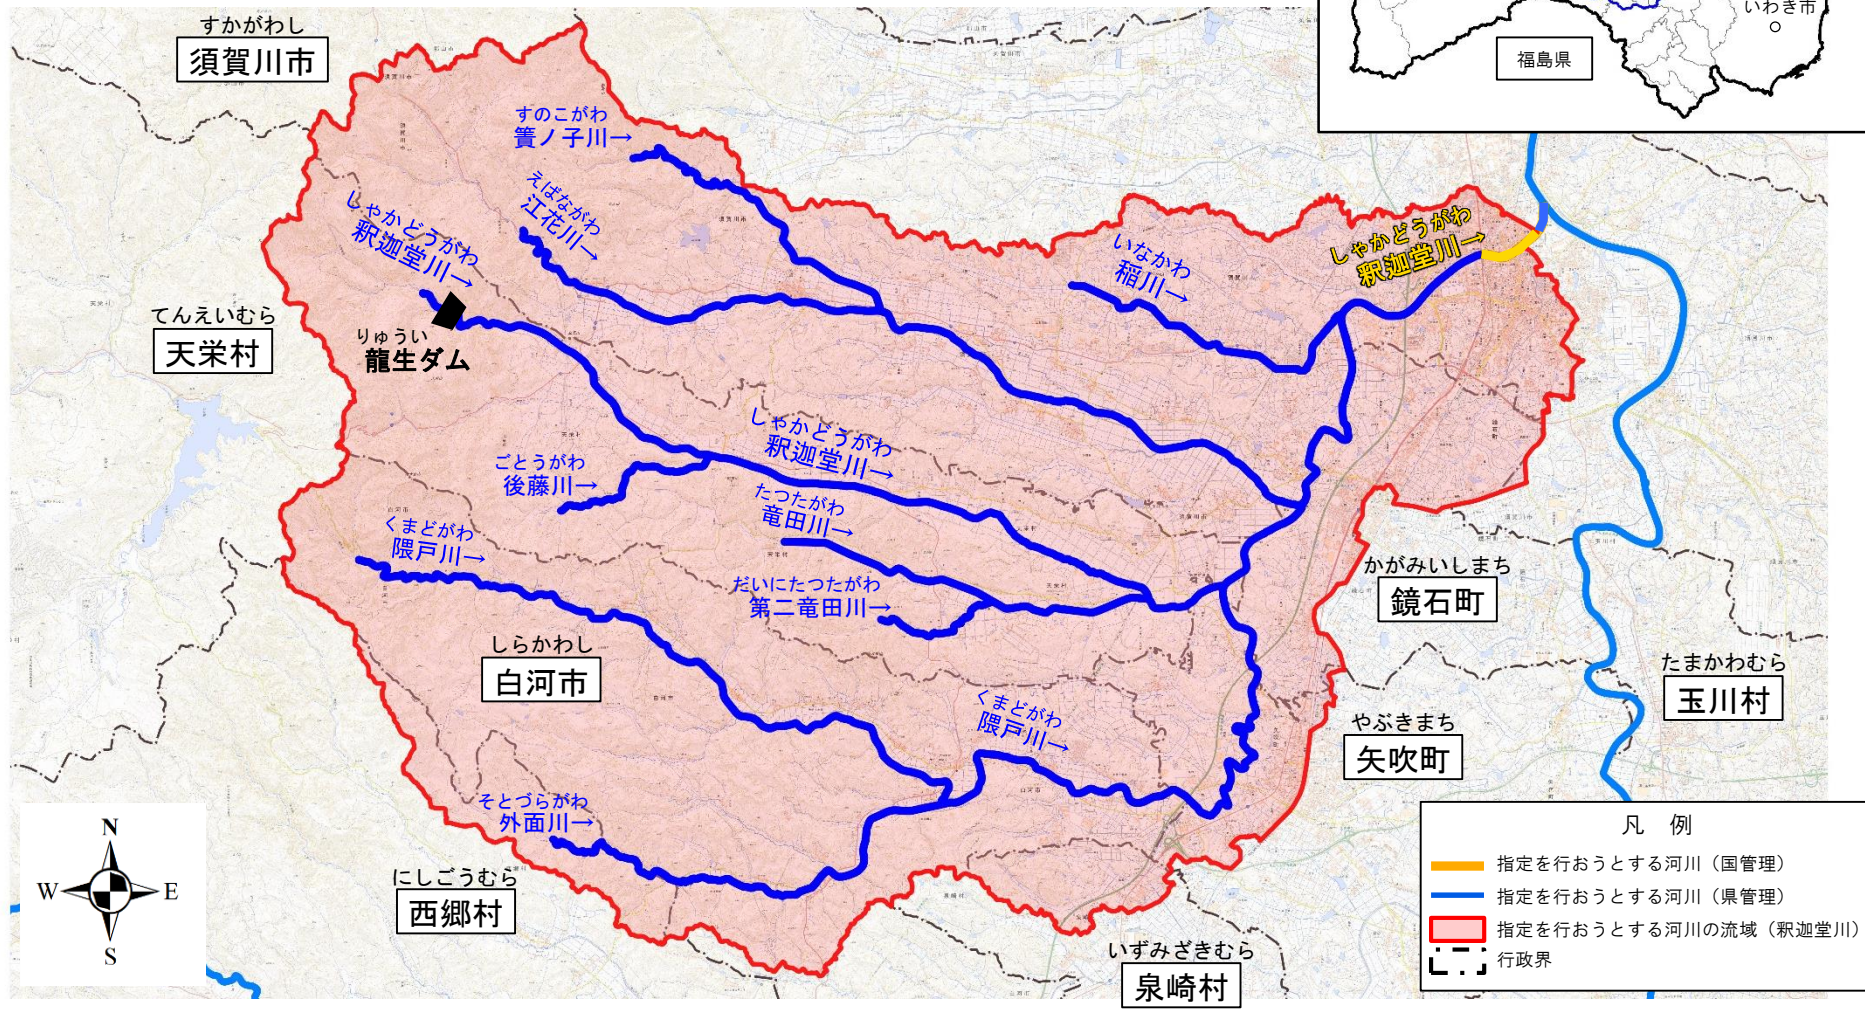 すかがわし
須賀川市
いわき市
福島県
すのこがわ
簀ノ子川→
えばながわ
江花川→
しゃかどうがわ
釈迦堂川→
いなかわ
稲川→
しゃかどうがわ
釈迦堂川→
てんえいむら
天栄村
りゅうい
龍生ダム
しゃかどうがわ
釈迦堂川→
ごとうがわ
後藤川→
たつたがわ
竜田川→
くまどがわ
隈戸川→
だいにたつたがわ
第二竜田川→
かがみいしまち
鏡石町
しらかわし
白河市
たまかわむら
玉川村
くまどがわ
隈戸川→
やぶきまち
矢吹町
そとづらがわ
外面川→
にしごうむら
西郷村
いずみざきむら
泉崎村
N
W
E
S
凡 例
指定を行おうとする河川（国管理）
指定を行おうとする河川（県管理）
指定を行おうとする河川の流域（釈迦堂川）
行政界